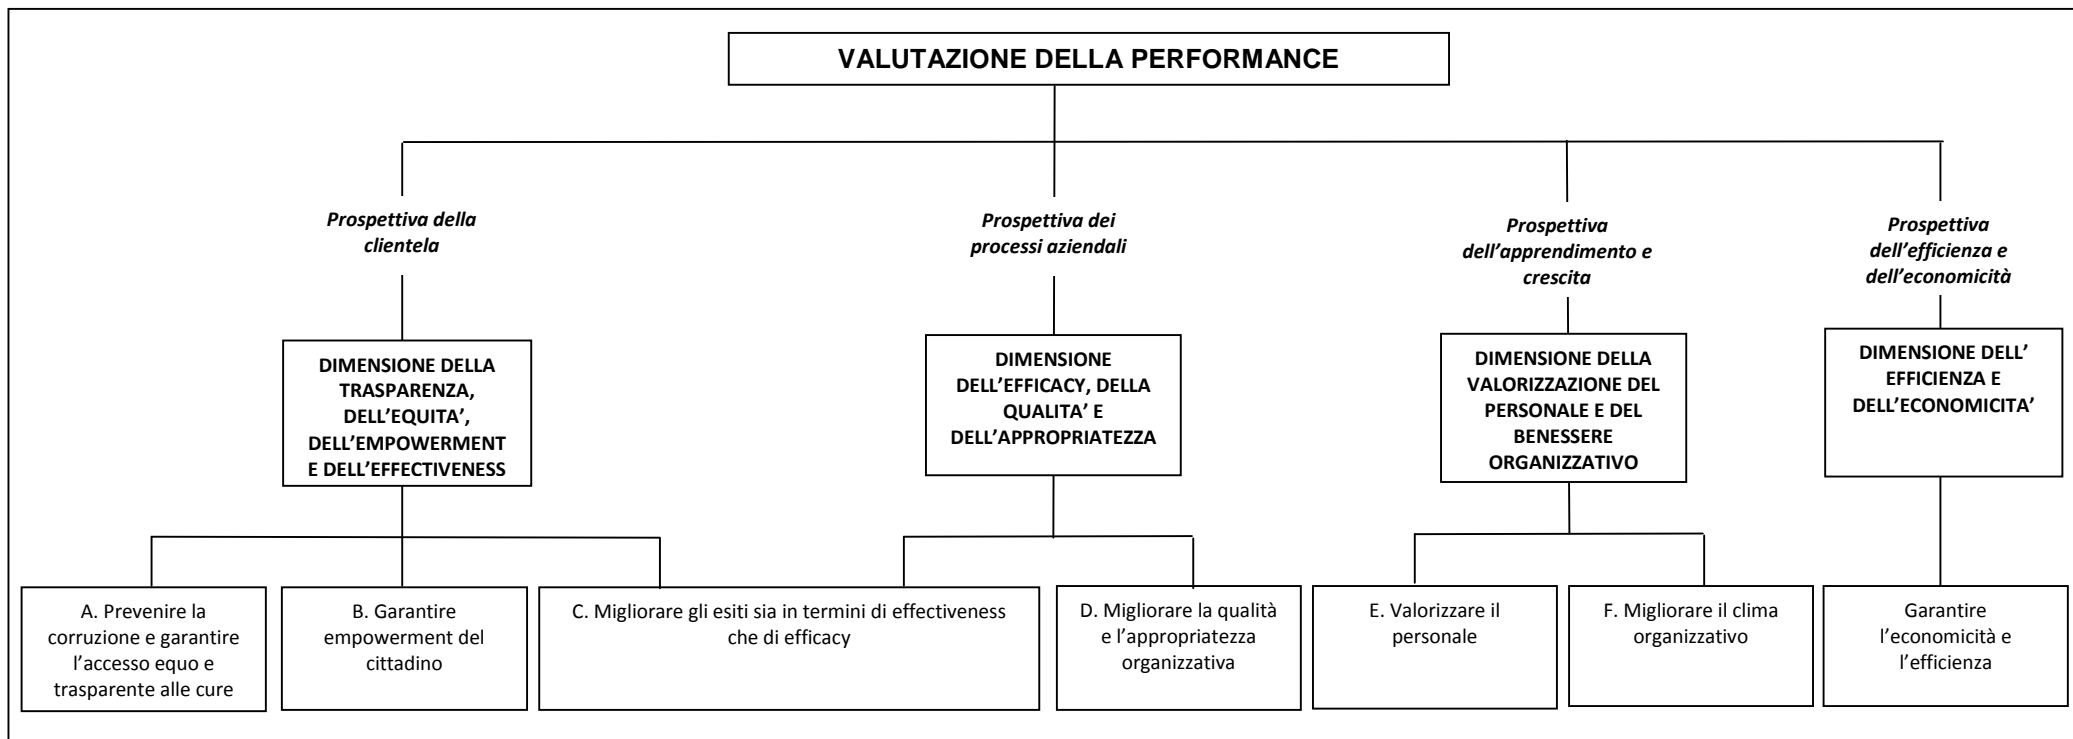 VALUTAZIONE DELLA PERFORMANCE
Prospettiva della
clientela
Prospettiva dei
processi aziendali
Prospettiva
dell’apprendimento e
crescita
Prospettiva
dell’efficienza e
dell’economicità
DIMENSIONE DELLA
TRASPARENZA,
DELL’EQUITA’,
DELL’EMPOWERMENT
E DELL’EFFECTIVENESS
DIMENSIONE
DELL’EFFICACY, DELLA
QUALITA’ E
DELL’APPROPRIATEZZA
DIMENSIONE DELLA
VALORIZZAZIONE DEL
PERSONALE E DEL
BENESSERE
ORGANIZZATIVO
DIMENSIONE DELL’
EFFICIENZA E
DELL’ECONOMICITA’
A. Prevenire la
corruzione e garantire
l’accesso equo e
trasparente alle cure
B. Garantire
empowerment del
cittadino
C. Migliorare gli esiti sia in termini di effectiveness
che di efficacy
D. Migliorare la qualità
e l’appropriatezza
organizzativa
E. Valorizzare il
personale
F. Migliorare il clima
organizzativo
Garantire
l’economicità e
l’efficienza